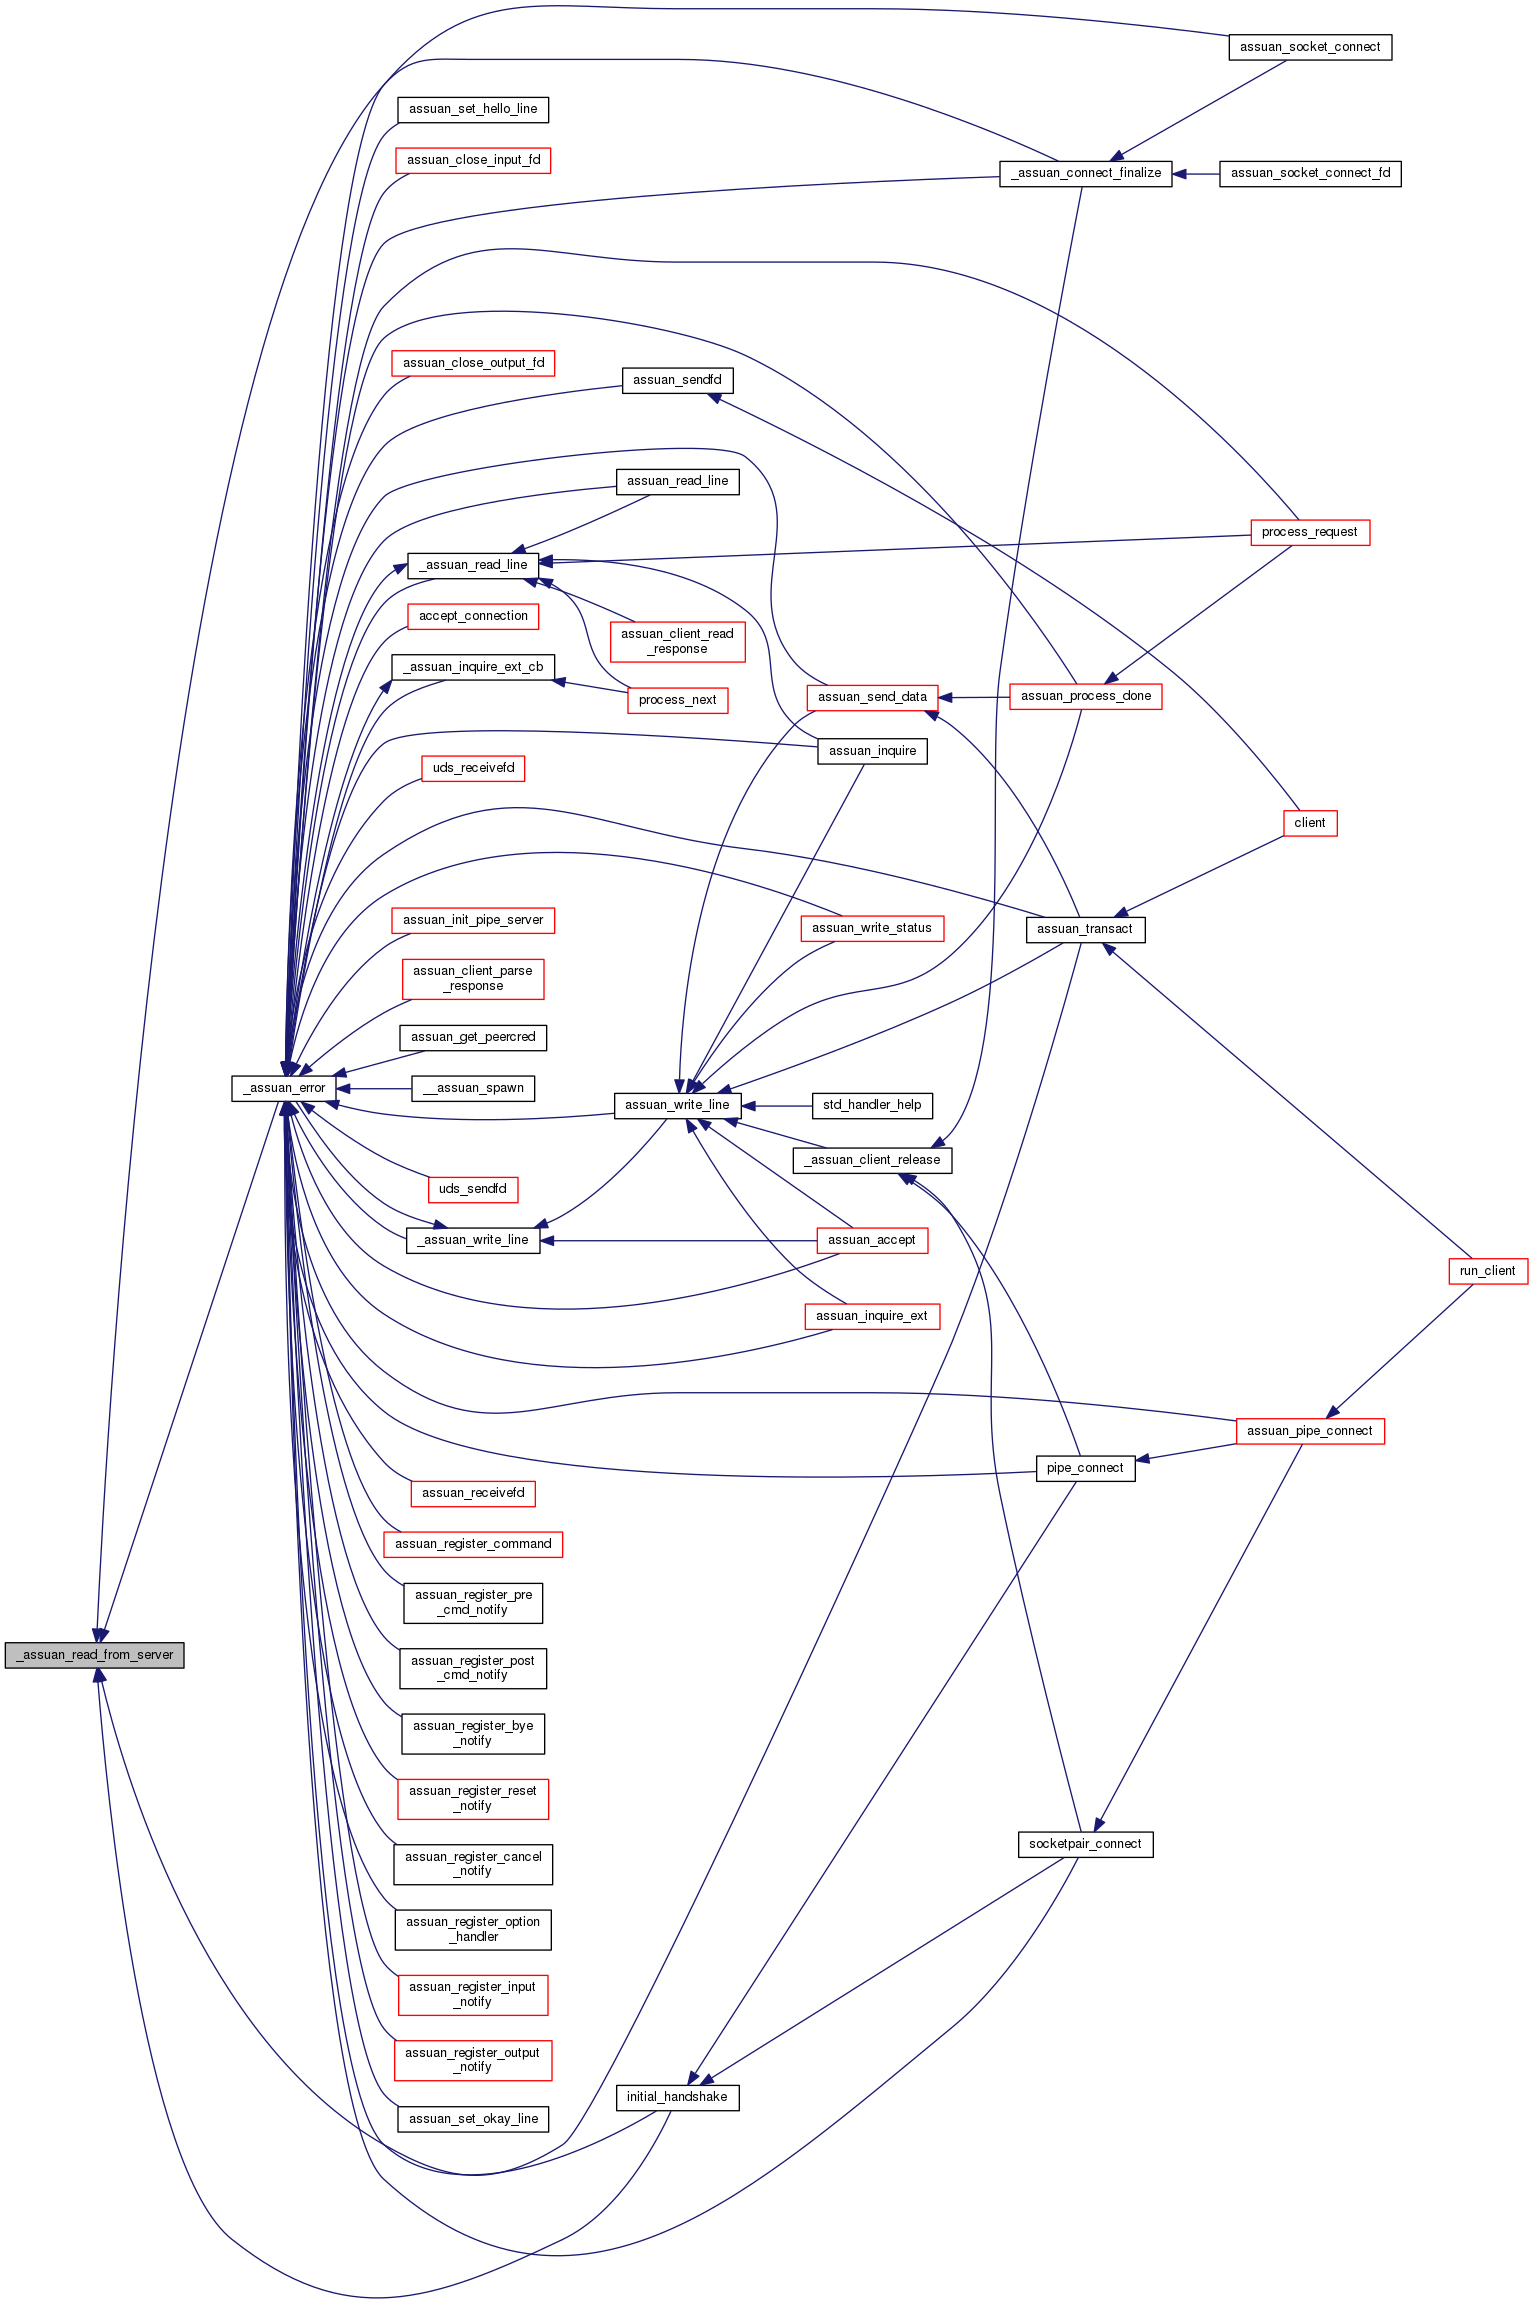 assuan_socket_connect
assuan_set_hello_line
assuan_close_input_fd
_assuan_connect_finalize
assuan_socket_connect_fd
assuan_close_output_fd
assuan_sendfd
assuan_read_line
process_request
_assuan_read_line
accept_connection
assuan_client_read
_response
_assuan_inquire_ext_cb
process_next
assuan_send_data
assuan_process_done
assuan_inquire
uds_receivefd
client
assuan_init_pipe_server
assuan_write_status
assuan_transact
assuan_client_parse
_response
assuan_get_peercred
_assuan_error
__assuan_spawn
assuan_write_line
std_handler_help
_assuan_client_release
uds_sendfd
_assuan_write_line
assuan_accept
run_client
assuan_inquire_ext
assuan_pipe_connect
pipe_connect
assuan_receivefd
assuan_register_command
assuan_register_pre
_cmd_notify
_assuan_read_from_server
assuan_register_post
_cmd_notify
assuan_register_bye
_notify
assuan_register_reset
_notify
socketpair_connect
assuan_register_cancel
_notify
assuan_register_option
_handler
assuan_register_input
_notify
assuan_register_output
_notify
initial_handshake
assuan_set_okay_line